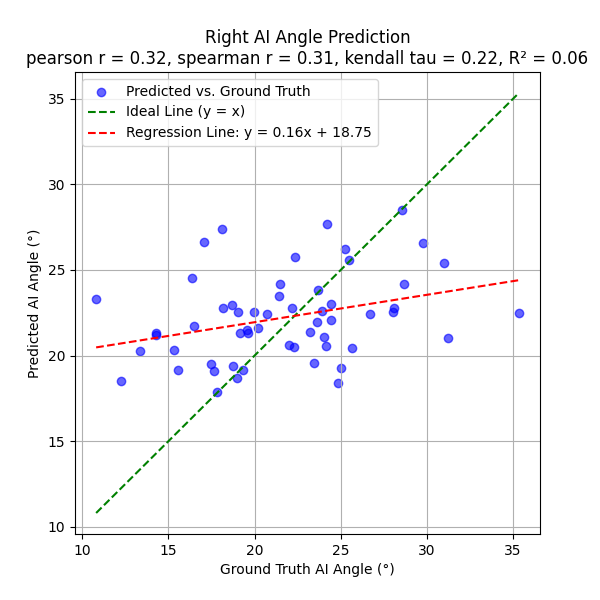 Right AI Angle Prediction
pearson r = 0.32, spearman r = 0.31, kendall tau = 0.22, R² = 0.06
Predicted vs. Ground Truth
Ideal Line (y = x)
Regression Line: y = 0.16x + 18.75
35
30
25
20
15
10
Predicted AI Angle (°)
10 15 20 25 30 35
Ground Truth AI Angle (°)